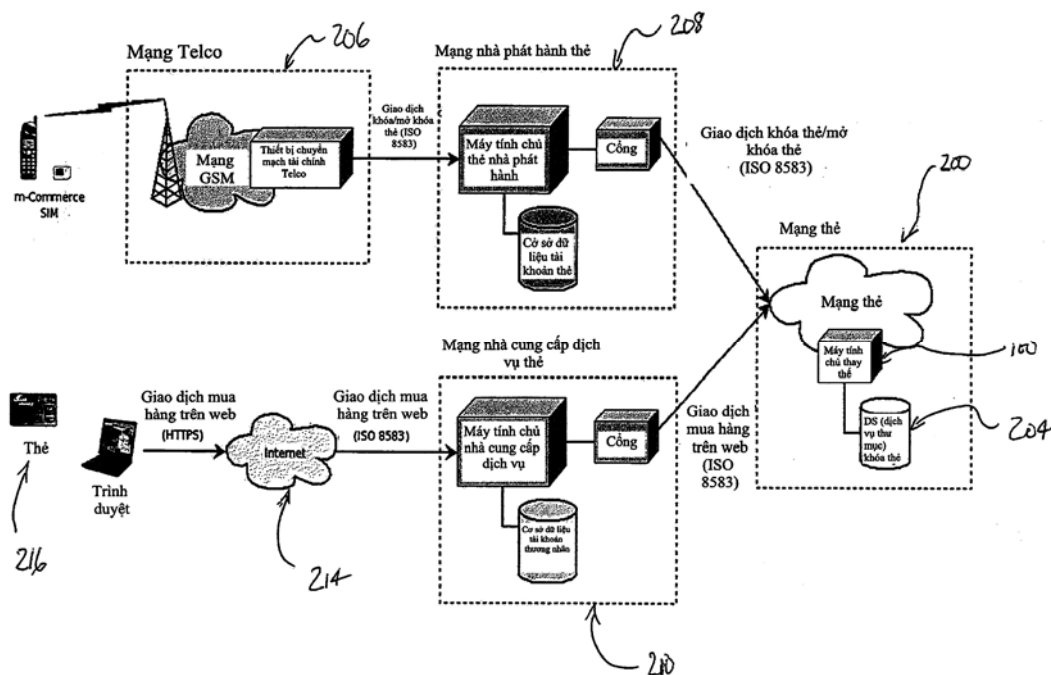 206
Mạng Telco
208
Mạng nhà phát hành thẻ
Giao dịch
khóa/mở khóa
thẻ (ISO
8583)
Giao dịch khóa thẻ/mở
khóa thẻ
(ISO 8583)
Máy tính chủ
thẻ nhà phát
hành
Cổng
Thiết bị chuyển
mạch tài chính
Telco
Mạng
GSM
m-Commerce
SIM
Cơ sở dữ
liệu tài
khoản thẻ
200
Mạng thẻ
Mạng thẻ
Máy tính
chủ thay
thế
100
DS (dịch
vụ thư
mục)
khóa thẻ
204
Mạng nhà cung cấp dịch
vụ thẻ
Giao dịch mua
hàng trên web
(HTTPS)
Giao dịch mua
hàng trên web
(ISO 8583)
Máy tính chủ
nhà cung cấp
dịch vụ
Cổng
Giao dịch
mua hàng
trên web
(ISO
8583)
Thẻ
Internet
Trình
duyệt
Cơ sở dữ liệu
tài khoản
thương nhân
216
214
210